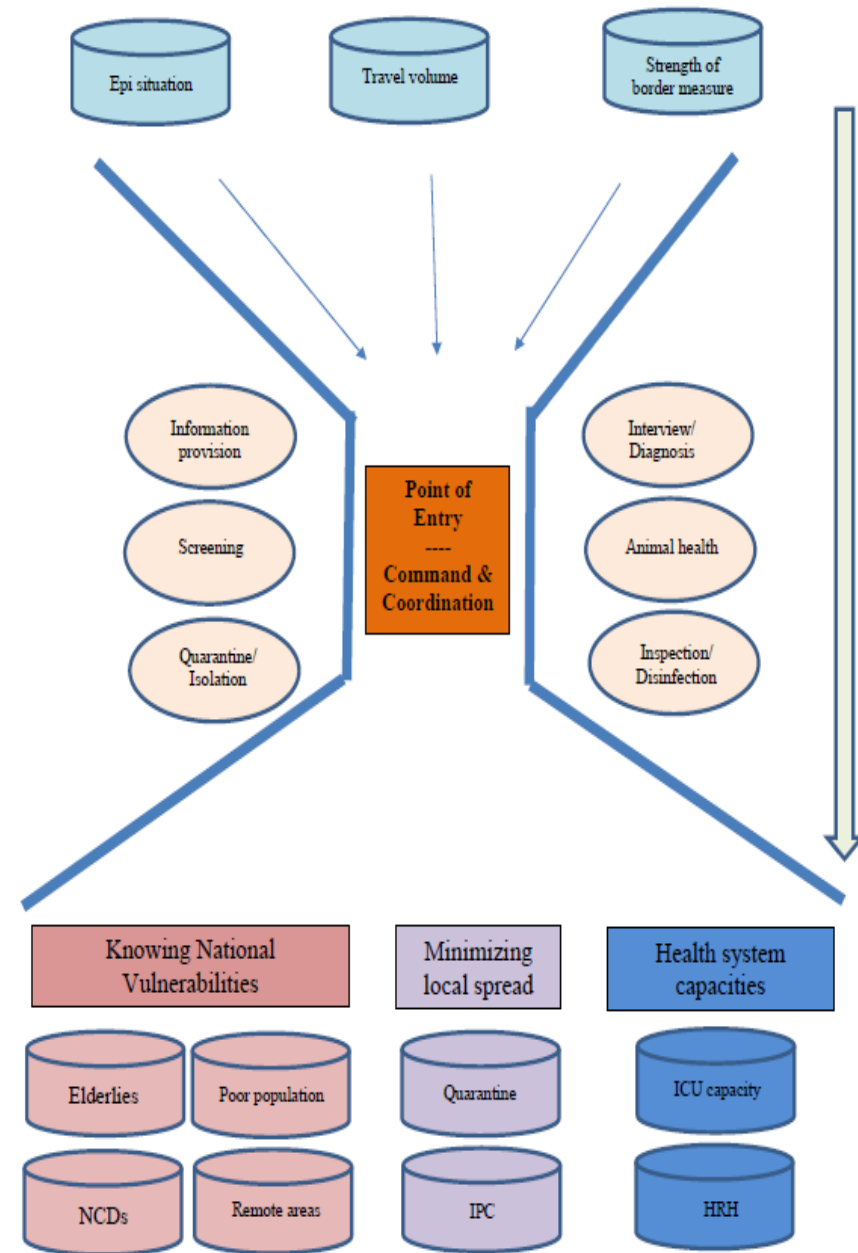 Epi situation
Travel volume
Strength of
border measure
Information
provision
Screening
Quarantine/
Isolation
Point of
Entry
----
Command &
Coordination
Interview/
Diagnosis
Animal health
Inspection/
Disinfection
Knowing National
Vulnerabilities
Minimizing
local spread
Health system
capacities
Elderlies
Poor population
Quarantine
ICU capacity
NCDs
Remote areas
IPC
HRH